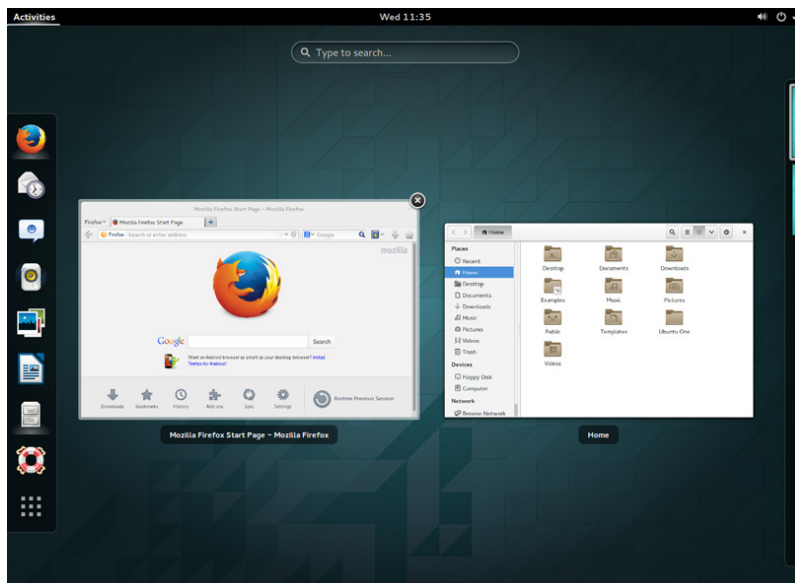 Activities
Wed 11:35
Type to search...
Mozilla Firefox Start Page - Mozilla Firefox
Firefox
Mozilla Firefox Start Page
Firefox
Search or enter address
Google
mozilla
Google
Search
Want an Android browser as smart as your desktop browser? Install
Firefox for Android!
Downloads
Bookmarks
History
Add-ons
Sync
Settings
Restore Previous Session
Mozilla Firefox Start Page - Mozilla Firefox
Home
Places
Recent
Home
Desktop
Documents
Downloads
Music
Pictures
Videos
Trash
Devices
Floppy Disk
Computer
Network
Browse Network
Desktop
Documents
Downloads
Examples
Music
Pictures
Public
Templates
Ubuntu One
Videos
Home